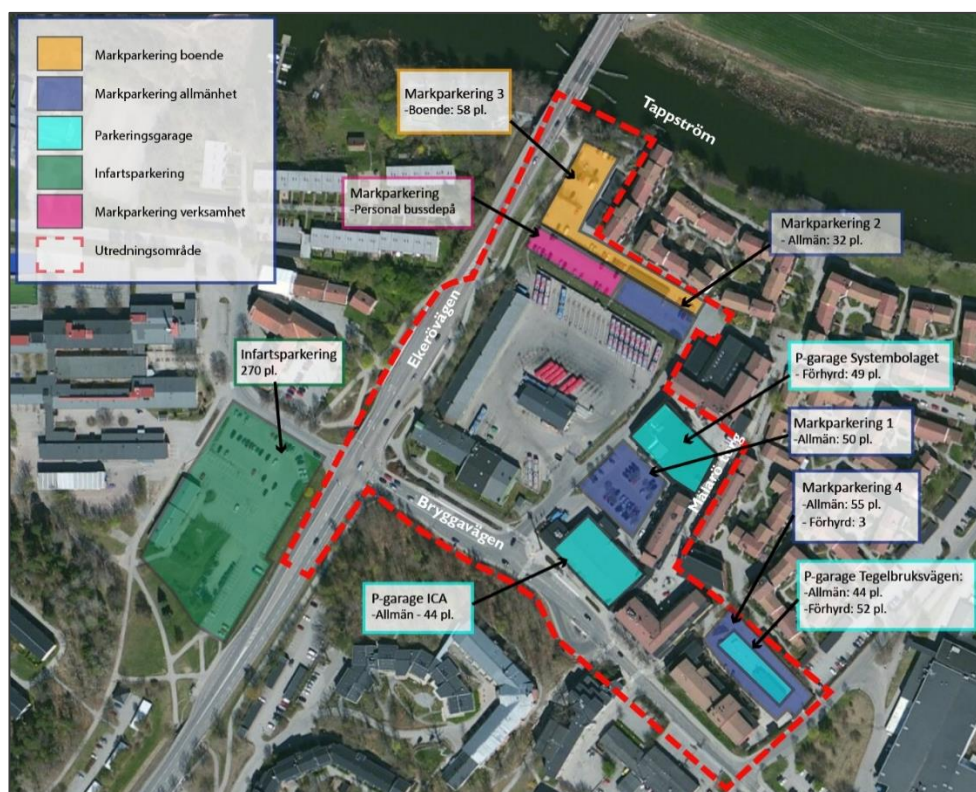 Markparkering boende
Markparkering allmänhet
Parkeringsgarage
Infartsparkering
Markparkering verksamhet
Utredningsområde
Markparkering 3
-Boende: 58 pl.
Tappström
Markparkering
-Personal bussdepå
Markparkering 2
- Allmän: 32 pl.
Ekerövägen
Infartsparkering
270 pl.
P-garage Systembolaget
- Förhyrd: 49 pl.
Markparkering 1
-Allmän: 50 pl.
Mälarö
g
Markparkering 4
-Allmän: 55 pl.
- Förhyrd: 3
Bryggavägen
P-garage Tegelbruksvägen:
-Allmän: 44 pl.
-Förhyrd: 52 pl.
P-garage ICA
-Allmän - 44 pl.